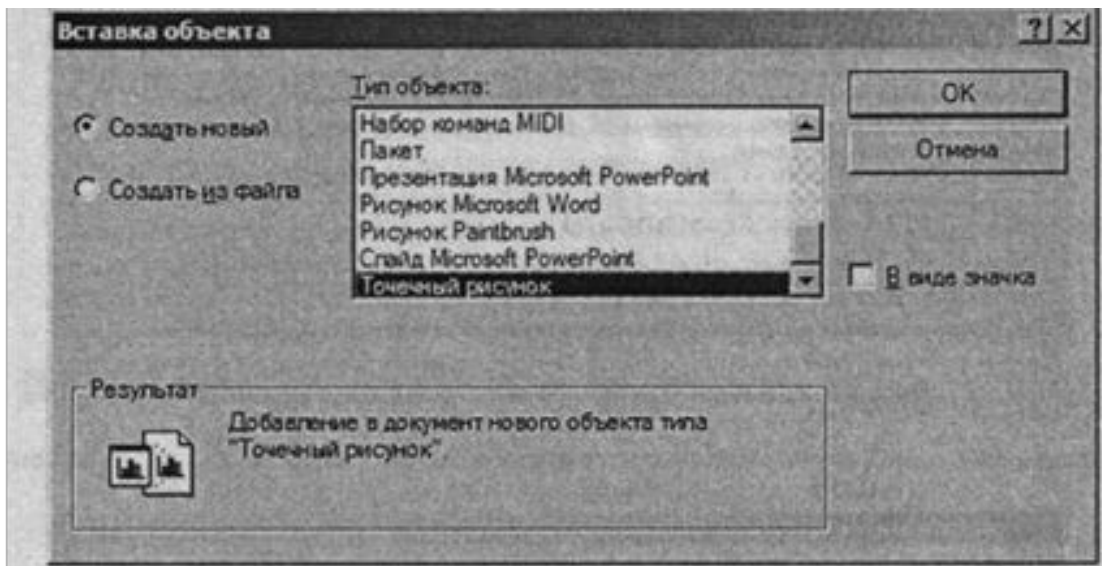 Вставка объекта
Тип объекта:
Создать новый
Создать из файла
Набор команд MIDI
Пакет
Презентация Microsoft PowerPoint
Рисунок Microsoft Word
Рисунок Paintbrush
Слайд Microsoft PowerPoint
Точечный рисунок
ОК
Отмена
В виде значка
Результат
Добавление в документ нового объекта типа
"Точечный рисунок".